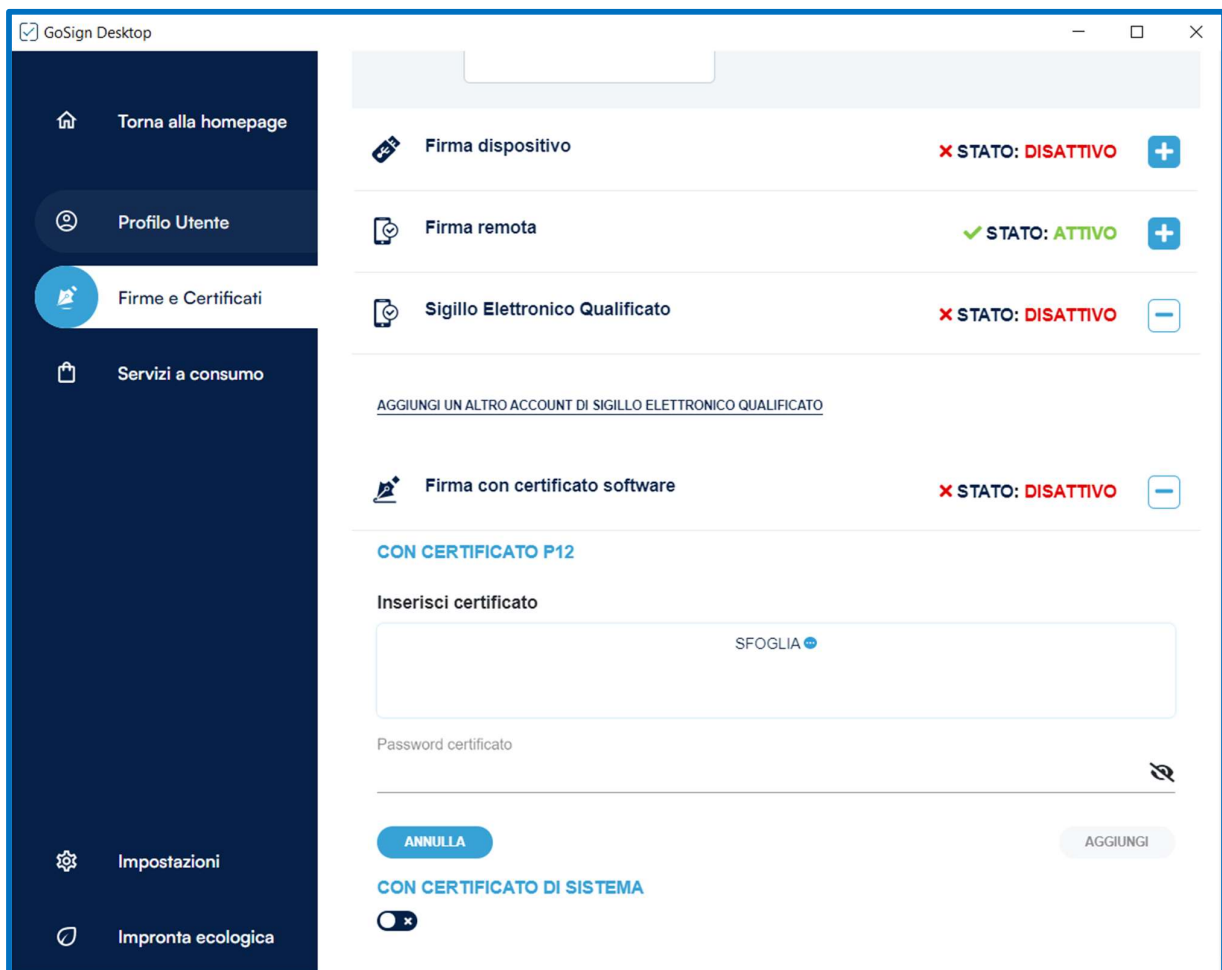 GoSign Desktop
Torna alla homepage
Profilo Utente
Firme e Certificati
Servizi a consumo
Impostazioni
Impronta ecologica
Firma dispositivo
STATO: DISATTIVO
Firma remota
STATO: ATTIVO
Sigillo Elettronico Qualificato
STATO: DISATTIVO
AGGIUNGI UN ALTRO ACCOUNT DI SIGILLO ELETTRONICO QUALIFICATO
Firma con certificato software
STATO: DISATTIVO
CON CERTIFICATO P12
Inserisci certificato
SFOGLIA
Password certificato
ANNULLA
AGGIUNGI
CON CERTIFICATO DI SISTEMA